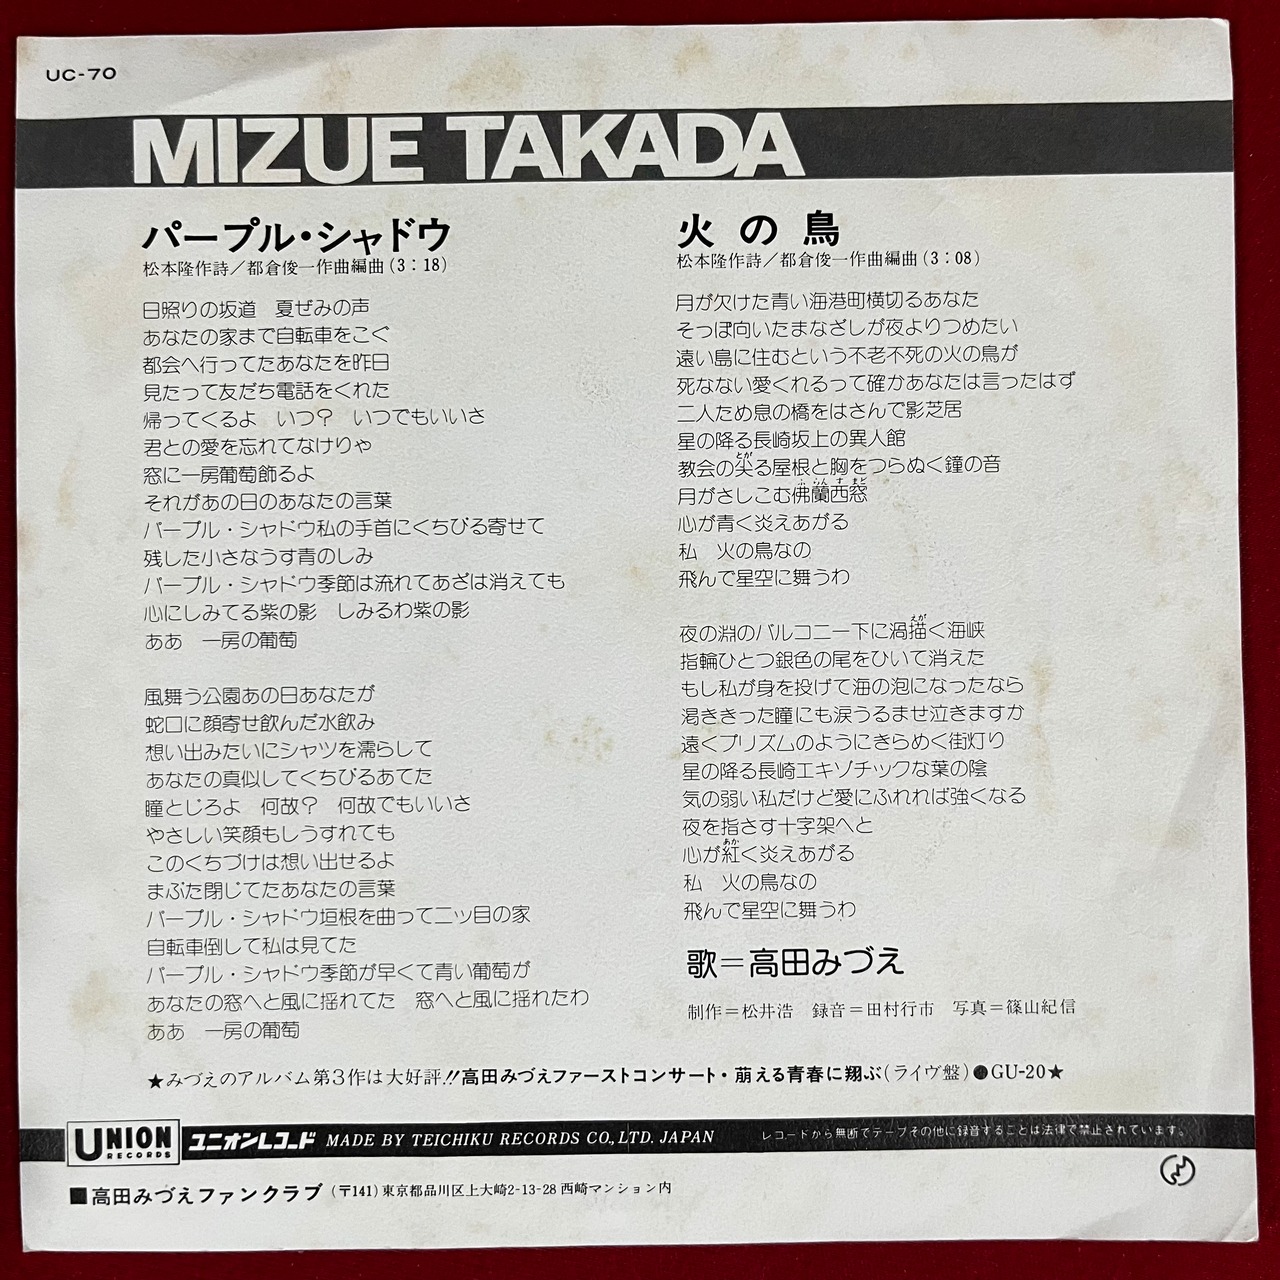 UC-70
MIZUE TAKADA
パープル・シャドウ
松本隆作詩/都倉俊一作曲編曲(3:18)
日照りの坂道　夏ぜみの声
あなたの家まで自転車をこぐ
都会へ行ってたあなたを昨日
見たって友だち電話をくれた
帰ってくるよ　いつ?　いつでもいいさ
君との愛を忘れてなけりゃ
窓に一房葡萄飾るよ
それがあの日のあなたの言葉
パープル・シャドウ私の手首にくちびる寄せて
残した小さなうす青のしみ
パープル・シャドウ季節は流れてあざは消えても
心にしみてる紫の影　しみるわ紫の影
ああ　一房の葡萄
風舞う公園あの日あなたが
蛇口に顔寄せ飲んだ水飲み
想い出みたいにシャツを濡らして
あなたの真似してくちびるあてた
瞳とじろよ　何故?　何故でもいいさ
やさしい笑顔もしうすれても
このくちづけは想い出せるよ
まぶた閉じてたあなたの言葉
パープル・シャドウ垣根を曲って二ッ目の家
自転車倒して私は見てた
パープル・シャドウ季節が早くて青い葡萄が
あなたの窓へと風に揺れてた　窓へと風に揺れたわ
ああ　一房の葡萄
火の鳥
松本隆作詩/都倉俊一作曲編曲(3:08)
月が欠けた青い海港町横切るあなた
そっぽ向いたまなざしが夜よりつめたい
遠い島に住むという不老不死の火の鳥が
死なない愛くれるって確かあなたは言ったはず
二人ため息の橋をはさんで影芝居
星の降る長崎坂上の異人館
とが
教会の尖る屋根と胸をつらぬく鐘の音
ふらんすまど
月がさしこむ佛蘭西窓
心が青く炎えあがる
私　火の鳥なの
飛んで星空に舞うわ
えが
夜の淵のバルコニー下に渦描く海峡
指輪ひとつ銀色の尾をひいて消えた
もし私が身を投げて海の泡になったなら
渇ききった瞳にも涙うるませ泣きますか
遠くプリズムのようにきらめく街灯り
星の降る長崎エキゾチックな葉の陰
気の弱い私だけど愛にふれれば強くなる
夜を指さす十字架へと
あか
心が紅く炎えあがる
私　火の鳥なの
飛んで星空に舞うわ
歌=高田みづえ
制作=松井浩　録音=田村行市　写真=篠山紀信
★みづえのアルバム第3作は大好評!!高田みづえファーストコンサート・萠える青春に翔ぶ(ライヴ盤)●GU-20★
UNION
RECORDS
ユニオンレコード MADE BY TEICHIKU RECORDS CO.,LTD. JAPAN　レコードから無断でテープその他に録音することは法律で禁止されています。
■高田みづえファンクラブ(〒141)東京都品川区上大崎2-13-28西崎マンション内